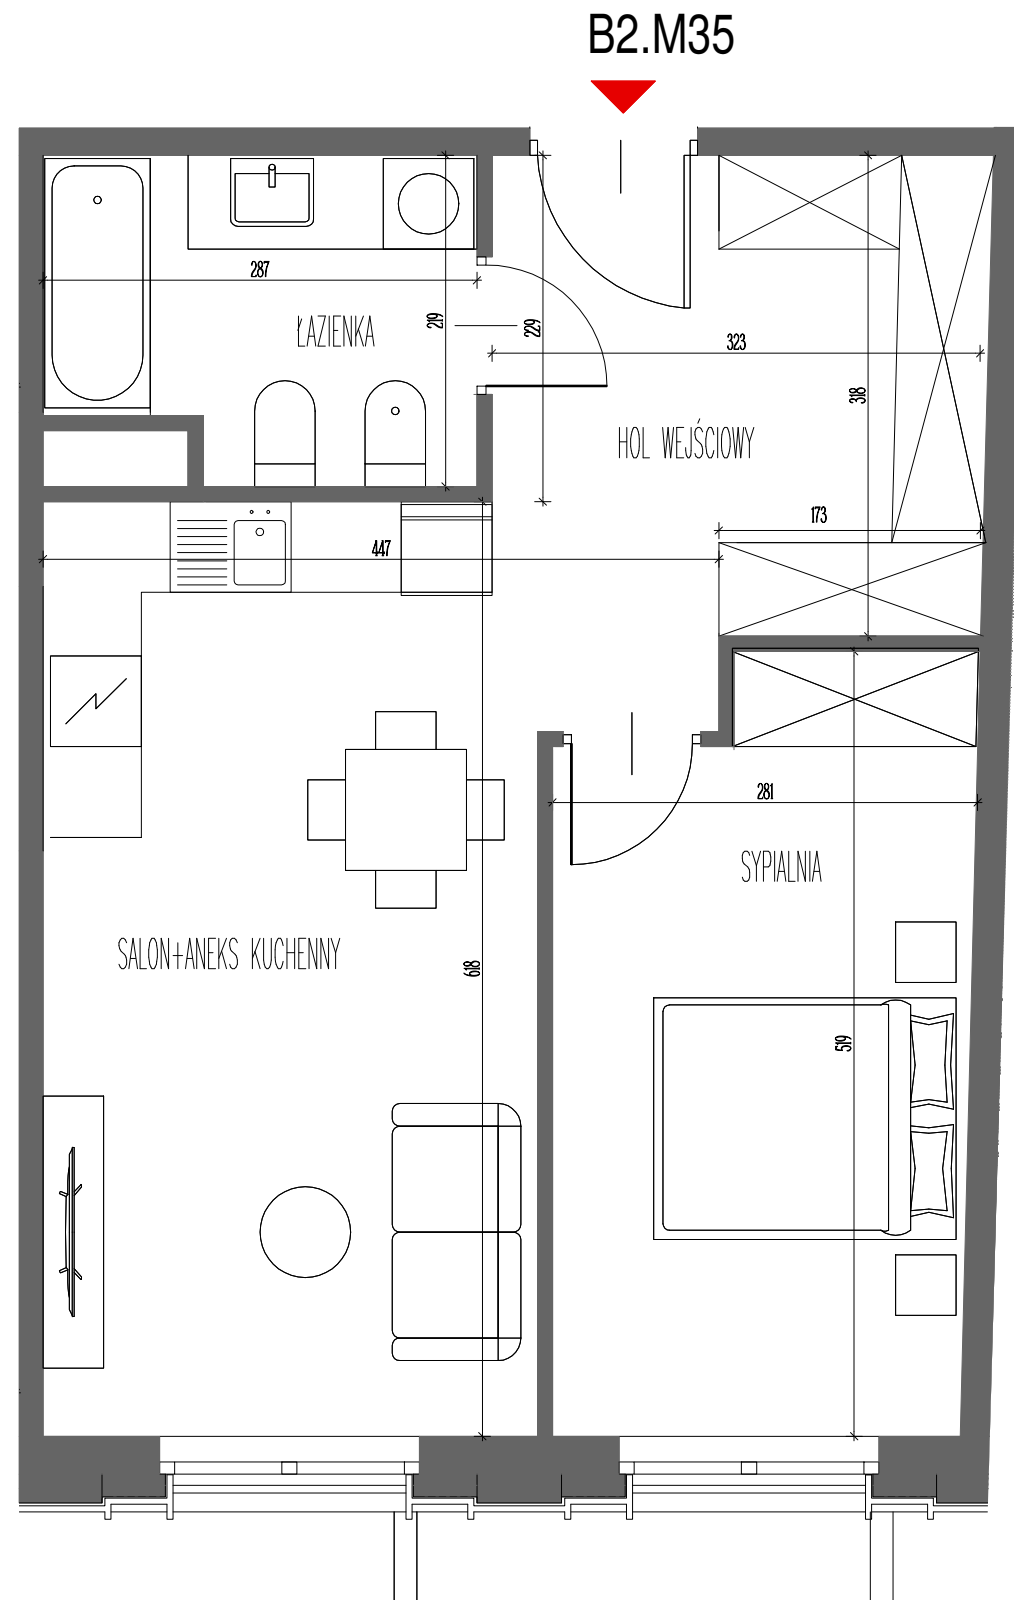 B2.M35
287
ŁAZIENKA
219
229
323
318
HOL WEJŚCIOWY
173
447
281
SYPIALNIA
SALON+ANEKS KUCHENNY
618
519